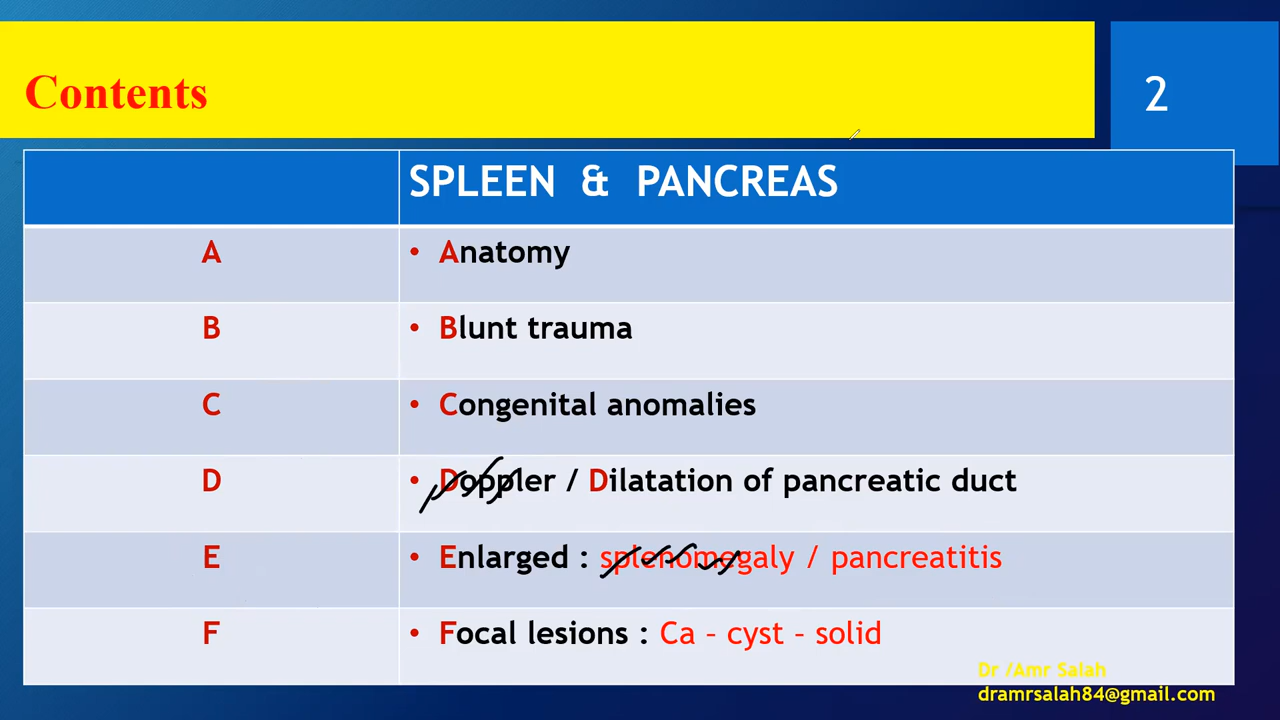 Contents
2
SPLEEN & PANCREAS
A
• Anatomy
B
• Blunt trauma
C
• Congenital anomalies
D
• Doppler / Dilatation of pancreatic duct
E
• Enlarged : splenomegaly / pancreatitis
F
• Focal lesions : Ca – cyst – solid
Dr /Amr Salah
dramrsalah84@gmail.com